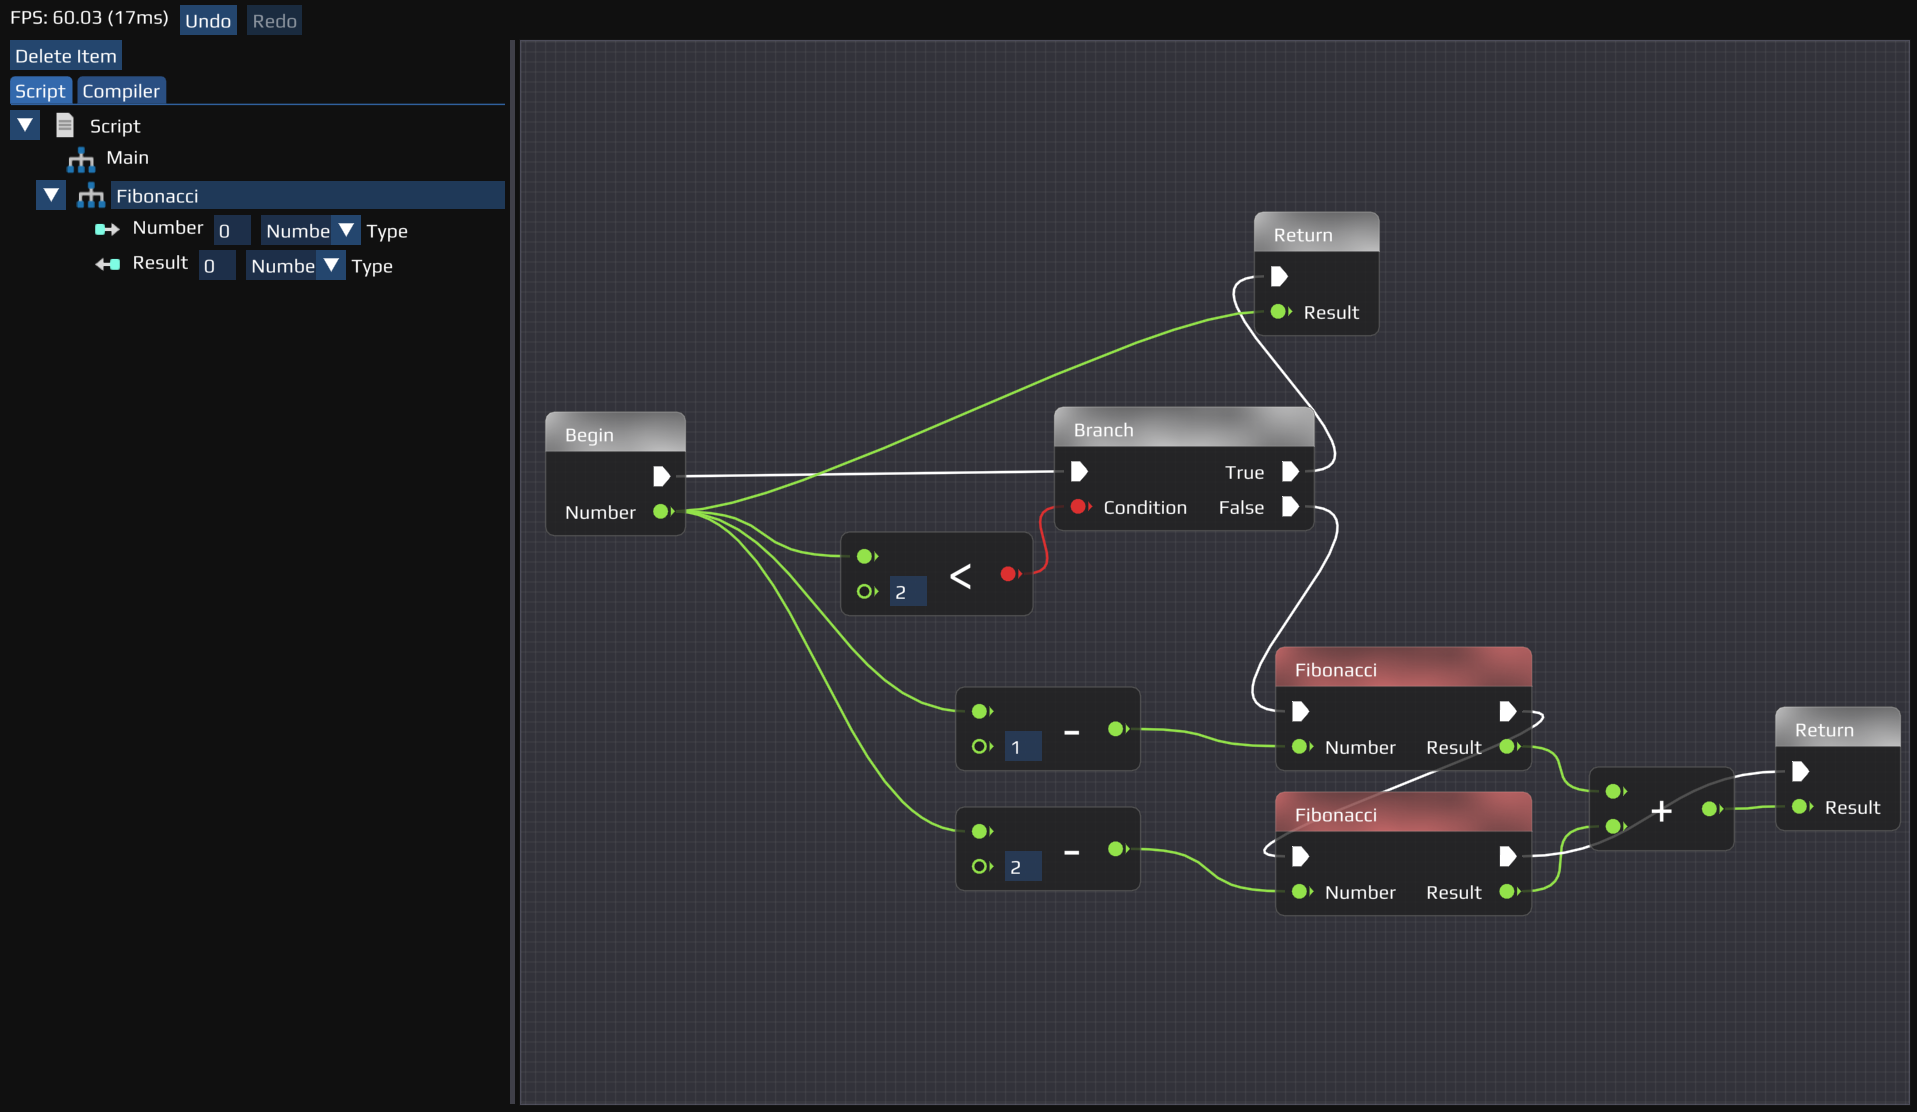 FPS: 60.03 (17ms) Undo Redo
Delete Item
Script Compiler
Script
Main
Fibonacci
Number 0 Numbe Type
Result 0 Numbe Type
Return
Result
Begin
Number
Branch
True
Condition False
<
2
Fibonacci
Number Result
1 -
Fibonacci
Number Result
2 -
+
Return
Result